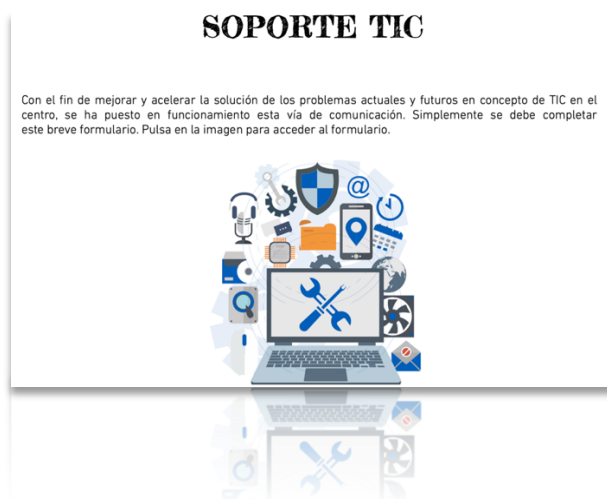 SOPORTE TIC
Con el fin de mejorar y acelerar la solución de los problemas actuales y futuros en concepto de TIC en el
centro, se ha puesto en funcionamiento esta vía de comunicación. Simplemente se debe completar
este breve formulario. Pulsa en la imagen para acceder al formulario.
@